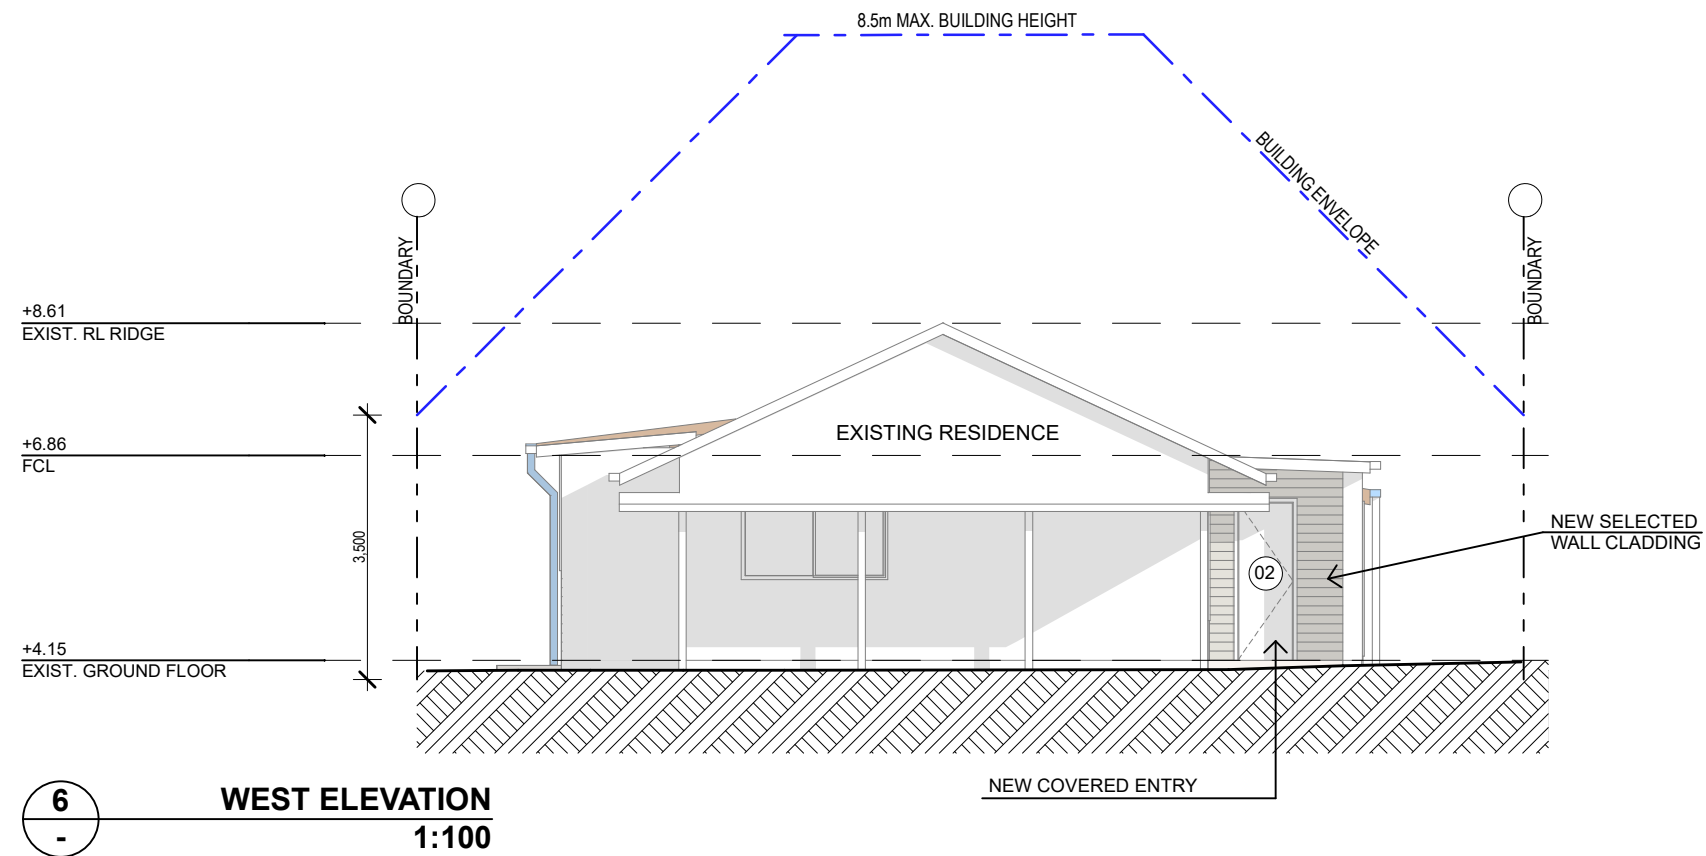 8.5m MAX. BUILDING HEIGHT
BUILDING ENVELOPE
BOUNDARY
BOUNDARY
+8.61
EXIST. RL RIDGE
+6.86
FCL
EXISTING RESIDENCE
3,500
NEW SELECTED
WALL CLADDING
02
+4.15
EXIST. GROUND FLOOR
NEW COVERED ENTRY
6
-
WEST ELEVATION
1:100